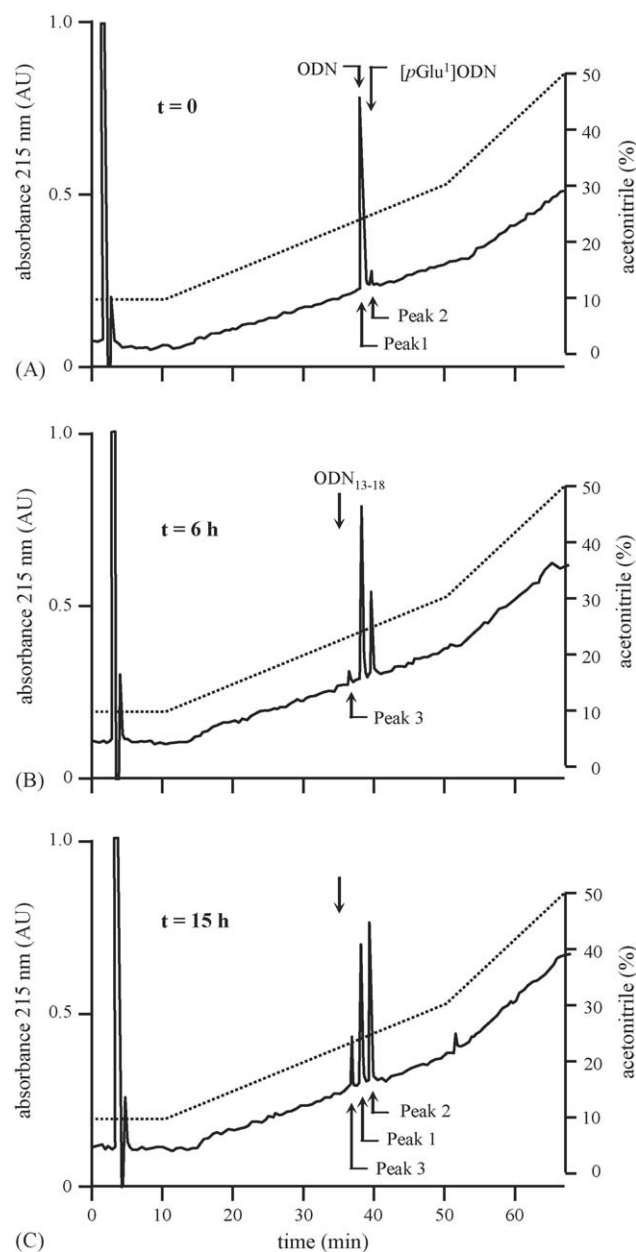 absorbance 215 nm (AU)
1.0
0.5
0
t = 0
ODN
[pGlu¹]ODN
Peak 2
Peak1
50
40
30
20
10
0
acetonitrile (%)
(A)
absorbance 215 nm (AU)
1.0
0.5
0
t = 6 h
ODN₁₃₋₁₈
Peak 3
50
40
30
20
10
0
acetonitrile (%)
(B)
absorbance 215 nm (AU)
1.0
0.5
0
t = 15 h
Peak 2
Peak 1
Peak 3
50
40
30
20
10
0
acetonitrile (%)
0 10 20 30 40 50 60
(C)
time (min)